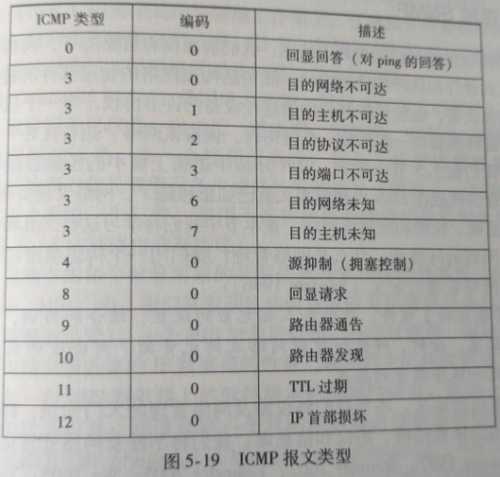 ICMP 类型 编码 描述
0 0 回显回答（对 ping 的回答）
3 0 目的网络不可达
3 1 目的主机不可达
3 2 目的协议不可达
3 3 目的端口不可达
3 6 目的网络未知
3 7 目的主机未知
4 0 源抑制（拥塞控制）
8 0 回显请求
9 0 路由器通告
10 0 路由器发现
11 0 TTL 过期
12 0 IP 首部损坏
图 5-19 ICMP 报文类型